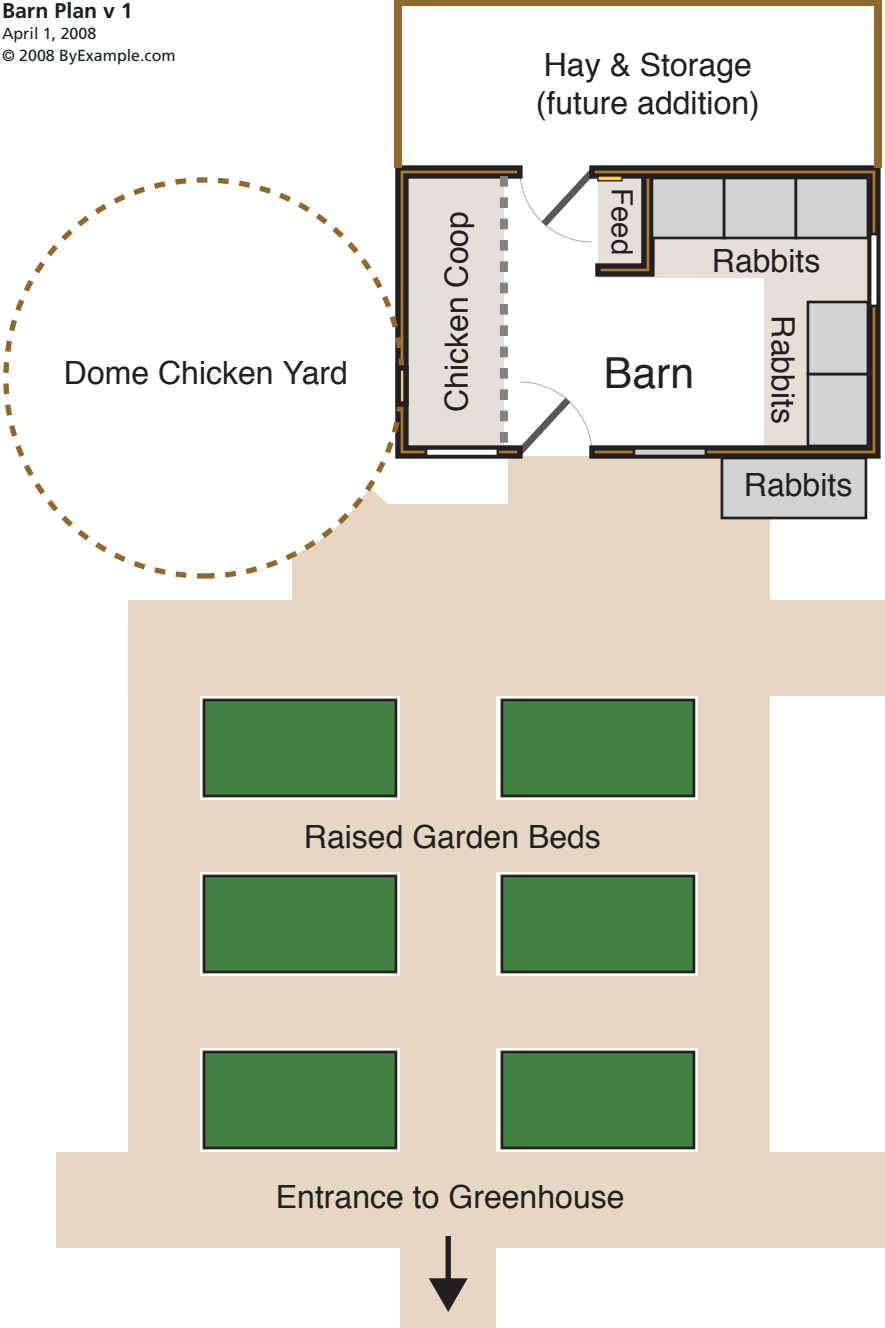 Barn Plan v 1
April 1, 2008
© 2008 ByExample.com
Hay & Storage
(future addition)
Feed
Chicken Coop
Rabbits
Rabbits
Barn
Dome Chicken Yard
Rabbits
Raised Garden Beds
Entrance to Greenhouse